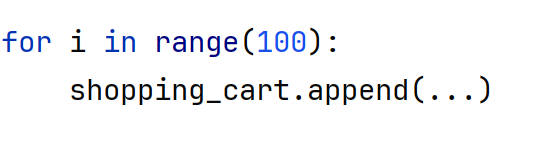 for i in range(100):
    shopping_cart.append(...)